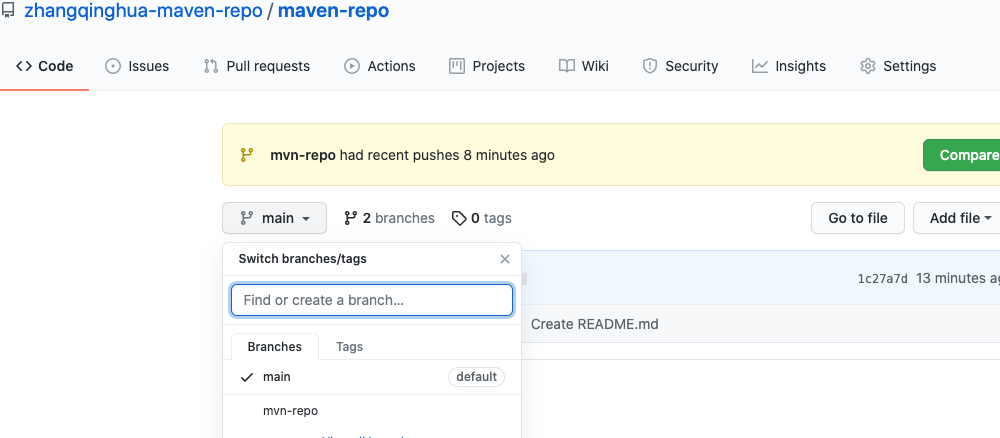 zhangqinghua-maven-repo / maven-repo
Code Issues Pull requests Actions Projects Wiki Security Insights Settings
mvn-repo had recent pushes 8 minutes ago Compare
main 2 branches 0 tags Go to file Add file
Switch branches/tags
1c27a7d 13 minutes
Find or create a branch...
Create README.md
Branches Tags
main default
mvn-repo